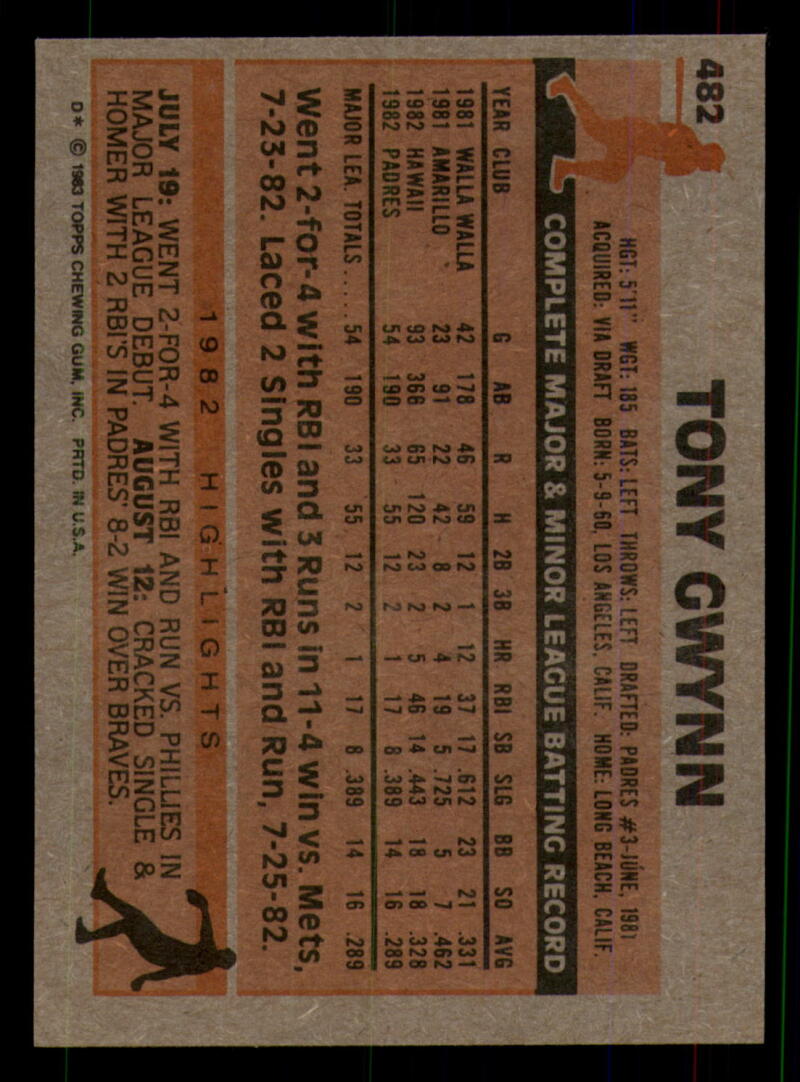 482
TONY GWYNN
HGT: 5'11" WGT: 185 BATS: LEFT THROWS: LEFT DRAFTED: PADRES #3-JUNE, 1981
ACQUIRED: VIA DRAFT BORN: 5-9-60, LOS ANGELES, CALIF. HOME: LONG BEACH, CALIF.
COMPLETE MAJOR & MINOR LEAGUE BATTING RECORD
YEAR CLUB G AB R H 2B 3B HR RBI SB SLG BB SO AVG
1981 WALLA WALLA 42 178 46 59 12 1 12 37 17 .612 23 21 .331
1981 AMARILLO 23 91 22 42 8 2 4 19 5 .725 5 7 .462
1982 HAWAII 93 366 65 120 23 2 5 46 14 .443 18 18 .328
1982 PADRES 54 190 33 55 12 2 1 17 8 .389 14 16 .289
MAJOR LEA. TOTALS..... 54 190 33 55 12 2 1 17 8 .389 14 16 .289
Went 2-for-4 with RBI and 3 Runs in 11-4 win vs. Mets,
7-23-82. Laced 2 Singles with RBI and Run, 7-25-82.
1982 HIGHLIGHTS
JULY 19: WENT 2-FOR-4 WITH RBI AND RUN VS. PHILLIES IN
MAJOR LEAGUE DEBUT. AUGUST 12: CRACKED SINGLE &
HOMER WITH 2 RBI'S IN PADRES' 8-2 WIN OVER BRAVES.
D* © 1983 TOPPS CHEWING GUM, INC. PRTD. IN U.S.A.